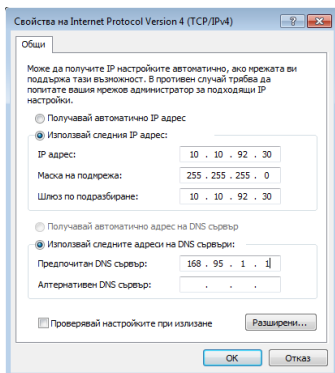 Свойства на Internet Protocol Version 4 (TCP/IPv4)
Общи
Може да получите IP настройките автоматично, ако мрежата ви
поддържа тази възможност. В противен случай трябва да
попитате вашия мрежов администратор за подходящи IP
настройки.
Получавай автоматично IP адрес
Използвай следния IP адрес:
IP адрес: 10 . 10 . 92 . 30
Маска на подмрежа: 255 . 255 . 255 . 0
Шлюз по подразбиране: 10 . 10 . 92 . 30
Получавай автоматично адрес на DNS сървър
Използвай следните адреси на DNS сървъри:
Предпочитан DNS сървър: 168 . 95 . 1 . 1
Алтернативен DNS сървър: . . .
Проверявай настройките при излизане
Разширени...
OK Отказ